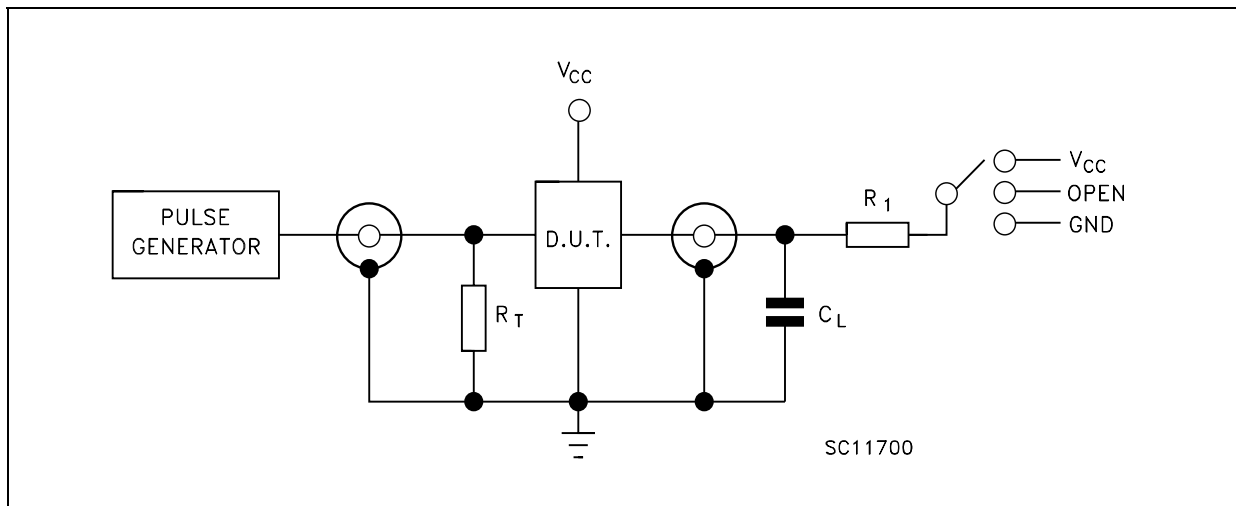 VCC
PULSE
GENERATOR
D.U.T.
RT
CL
R1
VCC
OPEN
GND
SC11700